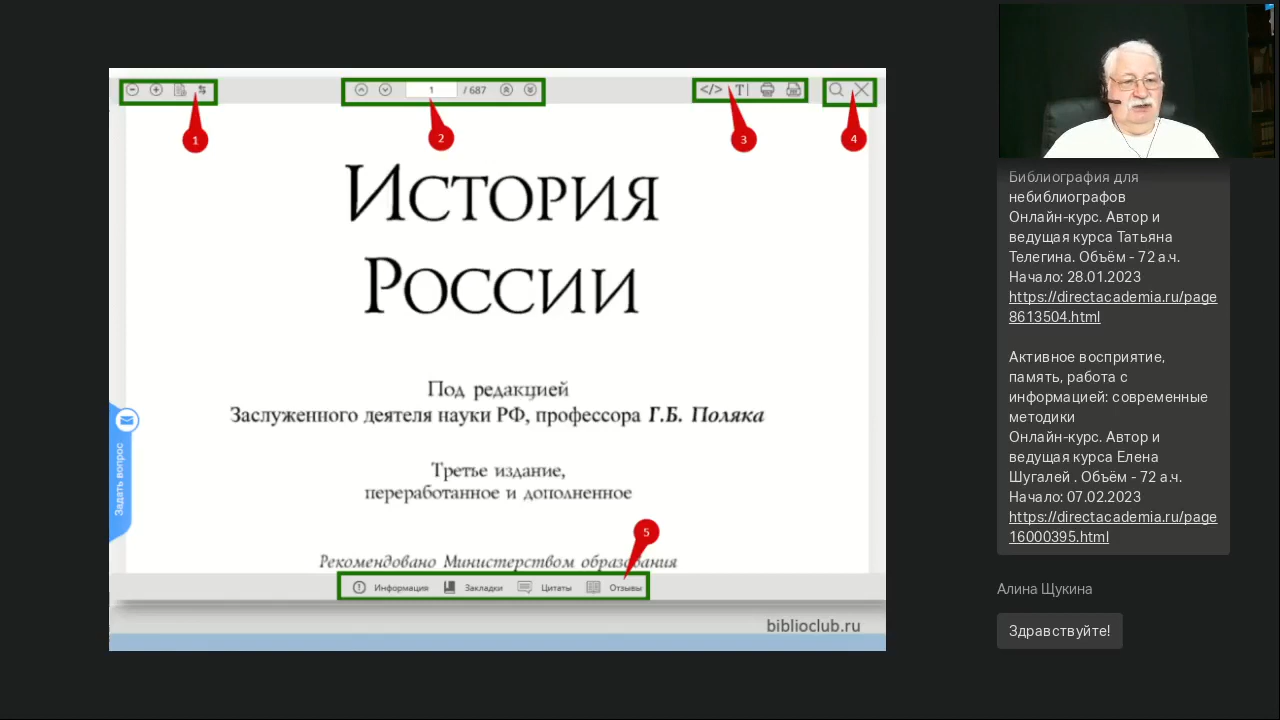 1 / 687
</>
T|
1
2
3
4
История
России
Под редакцией
Заслуженного деятеля науки РФ, профессора Г.Б. Поляка
Третье издание,
переработанное и дополненное
5
Рекомендовано Министерством образования
Задать вопрос
Информация Закладки Цитаты Отзывы
biblioclub.ru
Библиография для
небиблиографов
Онлайн-курс. Автор и
ведущая курса Татьяна
Телегина. Объём - 72 а.ч.
Начало: 28.01.2023
https://directacademia.ru/page
8613504.html
Активное восприятие,
память, работа с
информацией: современные
методики
Онлайн-курс. Автор и
ведущая курса Елена
Шугалей . Объём - 72 а.ч.
Начало: 07.02.2023
https://directacademia.ru/page
16000395.html
Алина Щукина
Здравствуйте!